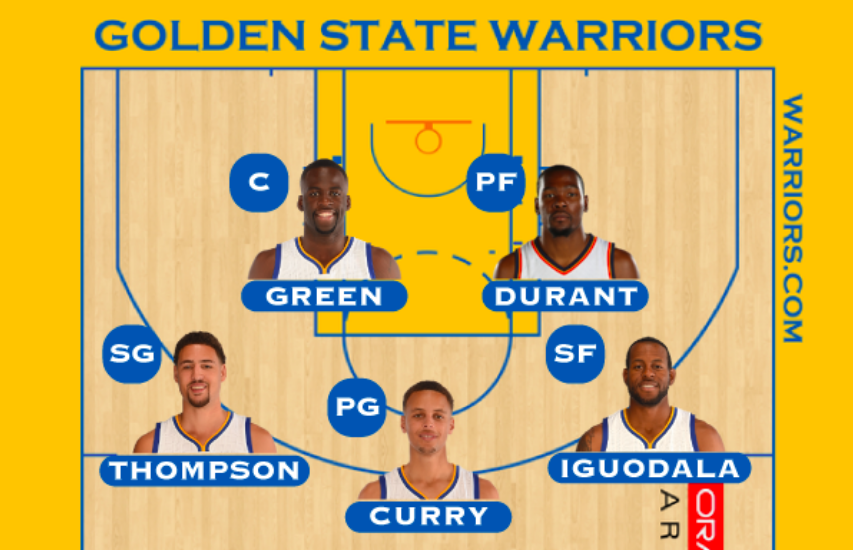 GOLDEN STATE WARRIORS
WARRIORS.COM
C
PF
GREEN
DURANT
SG
SF
PG
THOMPSON
IGUODALA
CURRY